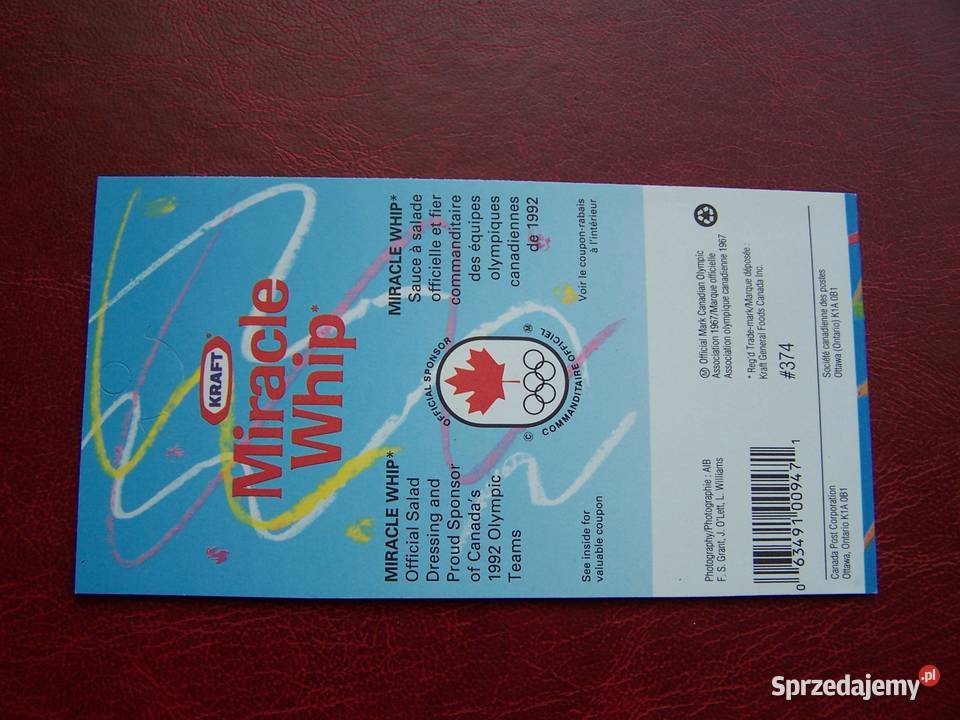 KRAFT
Miracle
Whip*
MIRACLE WHIP*
Official Salad
Dressing and
Proud Sponsor
of Canada's
1992 Olympic
Teams
OFFICIAL SPONSOR
COMMANDITAIRE OFFICIEL
© Ⓜ
MIRACLE WHIP*
Sauce à salade
officielle et fier
commanditaire
des équipes
olympiques
canadiennes
de 1992
See inside for
valuable coupon
Voir le coupon-rabais
à l'intérieur
Photography/Photographie : AIB
F. S. Grant, J. O'Lett, L. Williams
0 63491 00947 1
Ⓜ Official Mark Canadian Olympic
Association 1967/Marque officielle
Association olympique canadienne 1967
* Reg'd Trade-mark/Marque déposée :
Kraft General Foods Canada Inc.
#374
Canada Post Corporation
Ottawa, Ontario K1A 0B1
Société canadienne des postes
Ottawa (Ontario) K1A 0B1
Sprzedajemy.pl